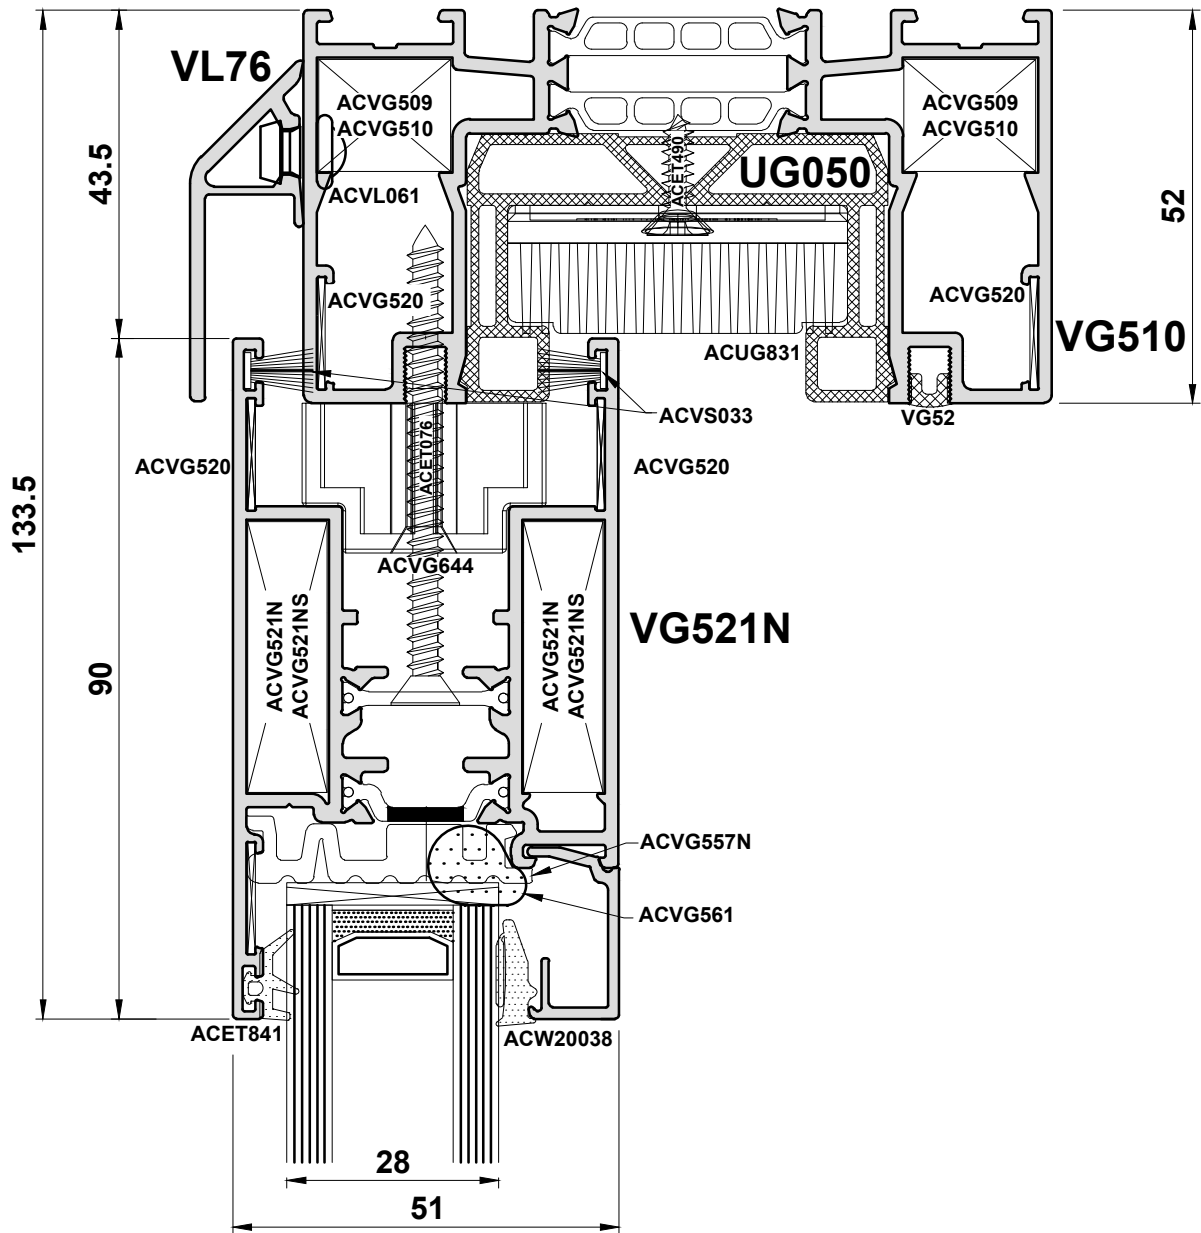 VL76
ACVG509
ACVG510
ACVG509
ACVG510
ACET490
UG050
43.5
ACVL061
52
ACVG520
ACVG520
VG510
ACUG831
ACVS033
VG52
ACET076
ACVG520
ACVG520
133.5
ACVG644
ACVG521N
ACVG521NS
ACVG521N
ACVG521NS
VG521N
90
ACVG557N
ACVG561
ACET841
ACW20038
28
51